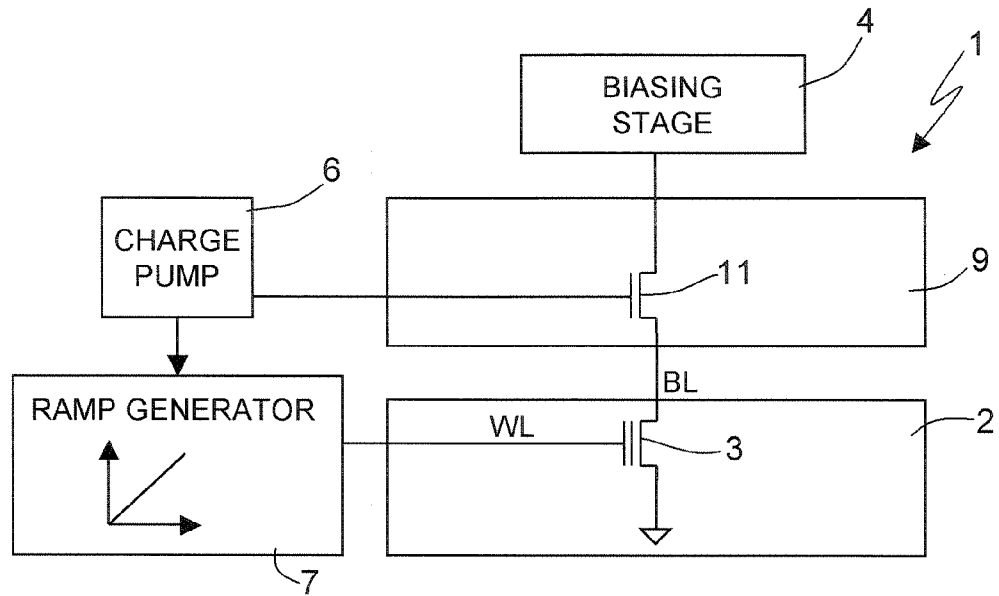 4
1
BIASING
STAGE
6
CHARGE
PUMP
11
9
BL
RAMP GENERATOR
WL
3
2
7